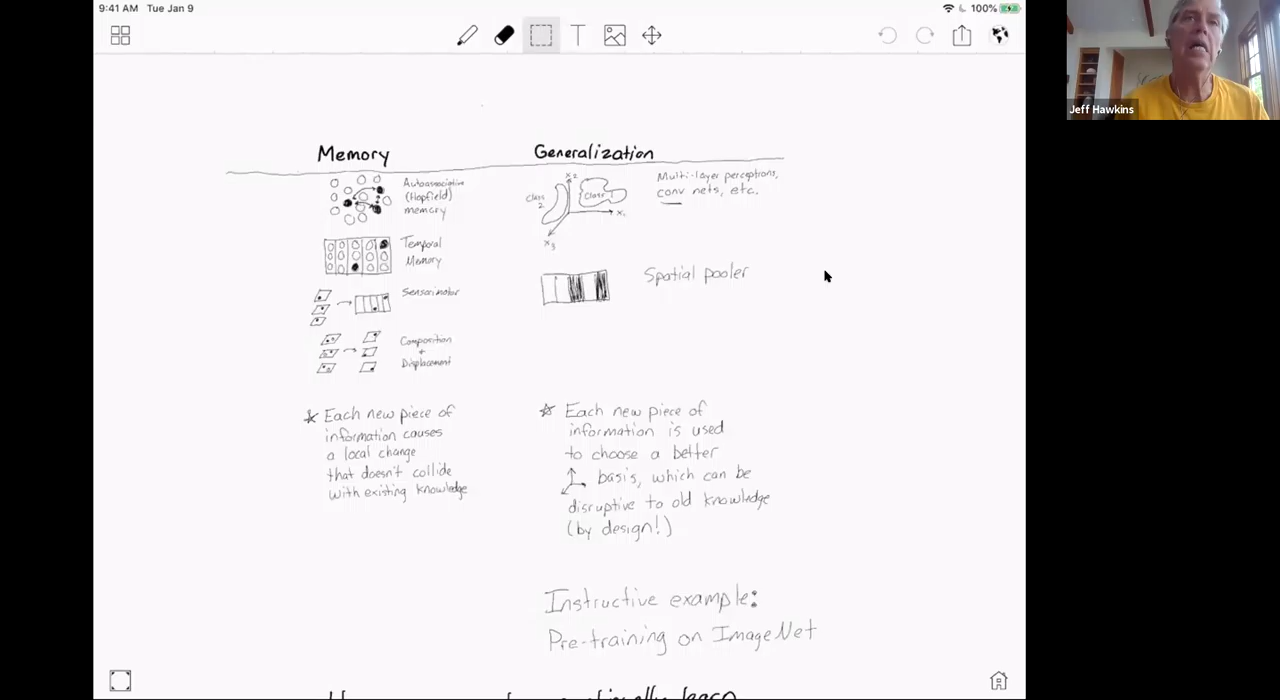 9:41 AM Tue Jan 9
100%
Jeff Hawkins
Memory
Generalization
Autoassociative
(Hopfield)
memory
Temporal
Memory
Sensorimotor
Composition
+
Displacement
* Each new piece of
information causes
a local change
that doesn't collide
with existing knowledge
x2
Class
2
Class 1
x1
x3
Multi-layer perceptrons,
conv nets, etc.
Spatial pooler
* Each new piece of
information is used
to choose a better
basis, which can be
disruptive to old knowledge
(by design!)
Instructive example:
Pre-training on ImageNet
learn